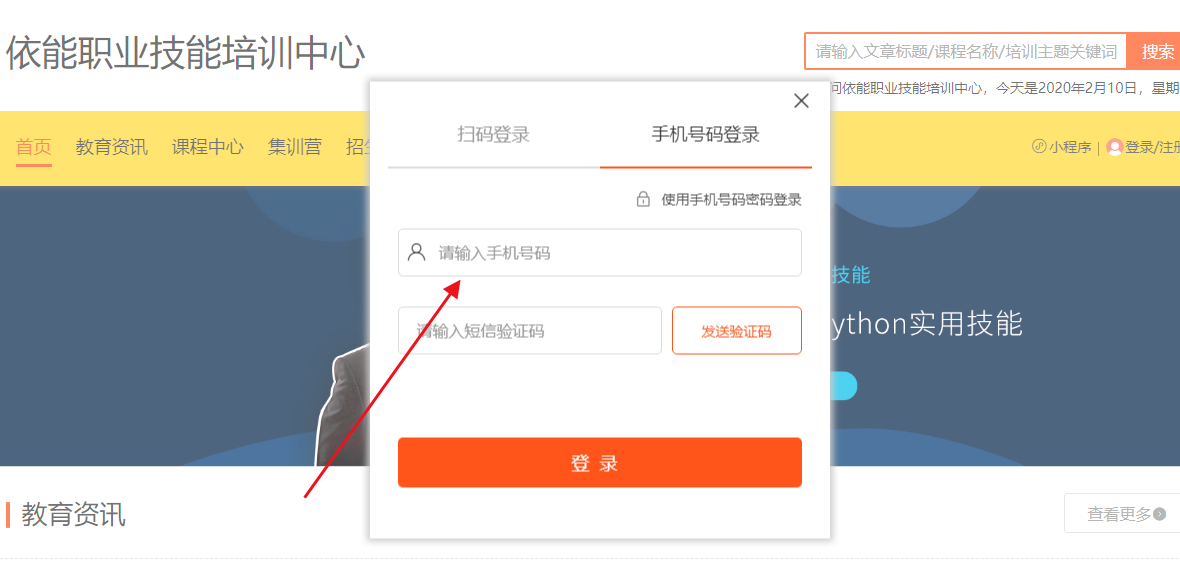 依能职业技能培训中心
请输入文章标题/课程名称/培训主题关键词 搜索
问依能职业技能培训中心，今天是2020年2月10日，星期
首页 教育资讯 课程中心 集训营 招生 小程序 | 登录/注册
扫码登录 手机号码登录
使用手机号码密码登录
请输入手机号码
技能
请输入短信验证码 发送验证码
ython实用技能
登 录
教育资讯
查看更多